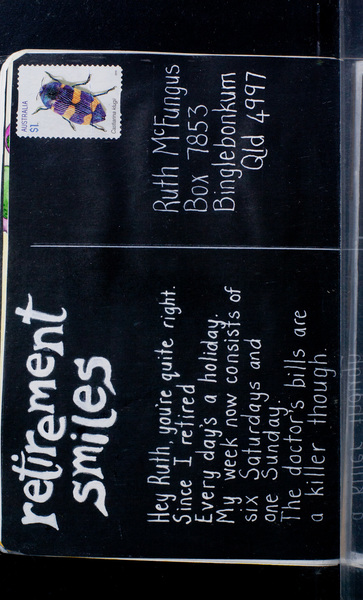 retirement
smiles
Hey Ruth, you're quite right.
Since I retired
Every day's a holiday.
My week now consists of
six Saturdays and
one Sunday.
The doctor's bills are
a killer though.
AUSTRALIA
$1
Ruth McFungus
Box 7853
Binglebonkum
Qld 4997